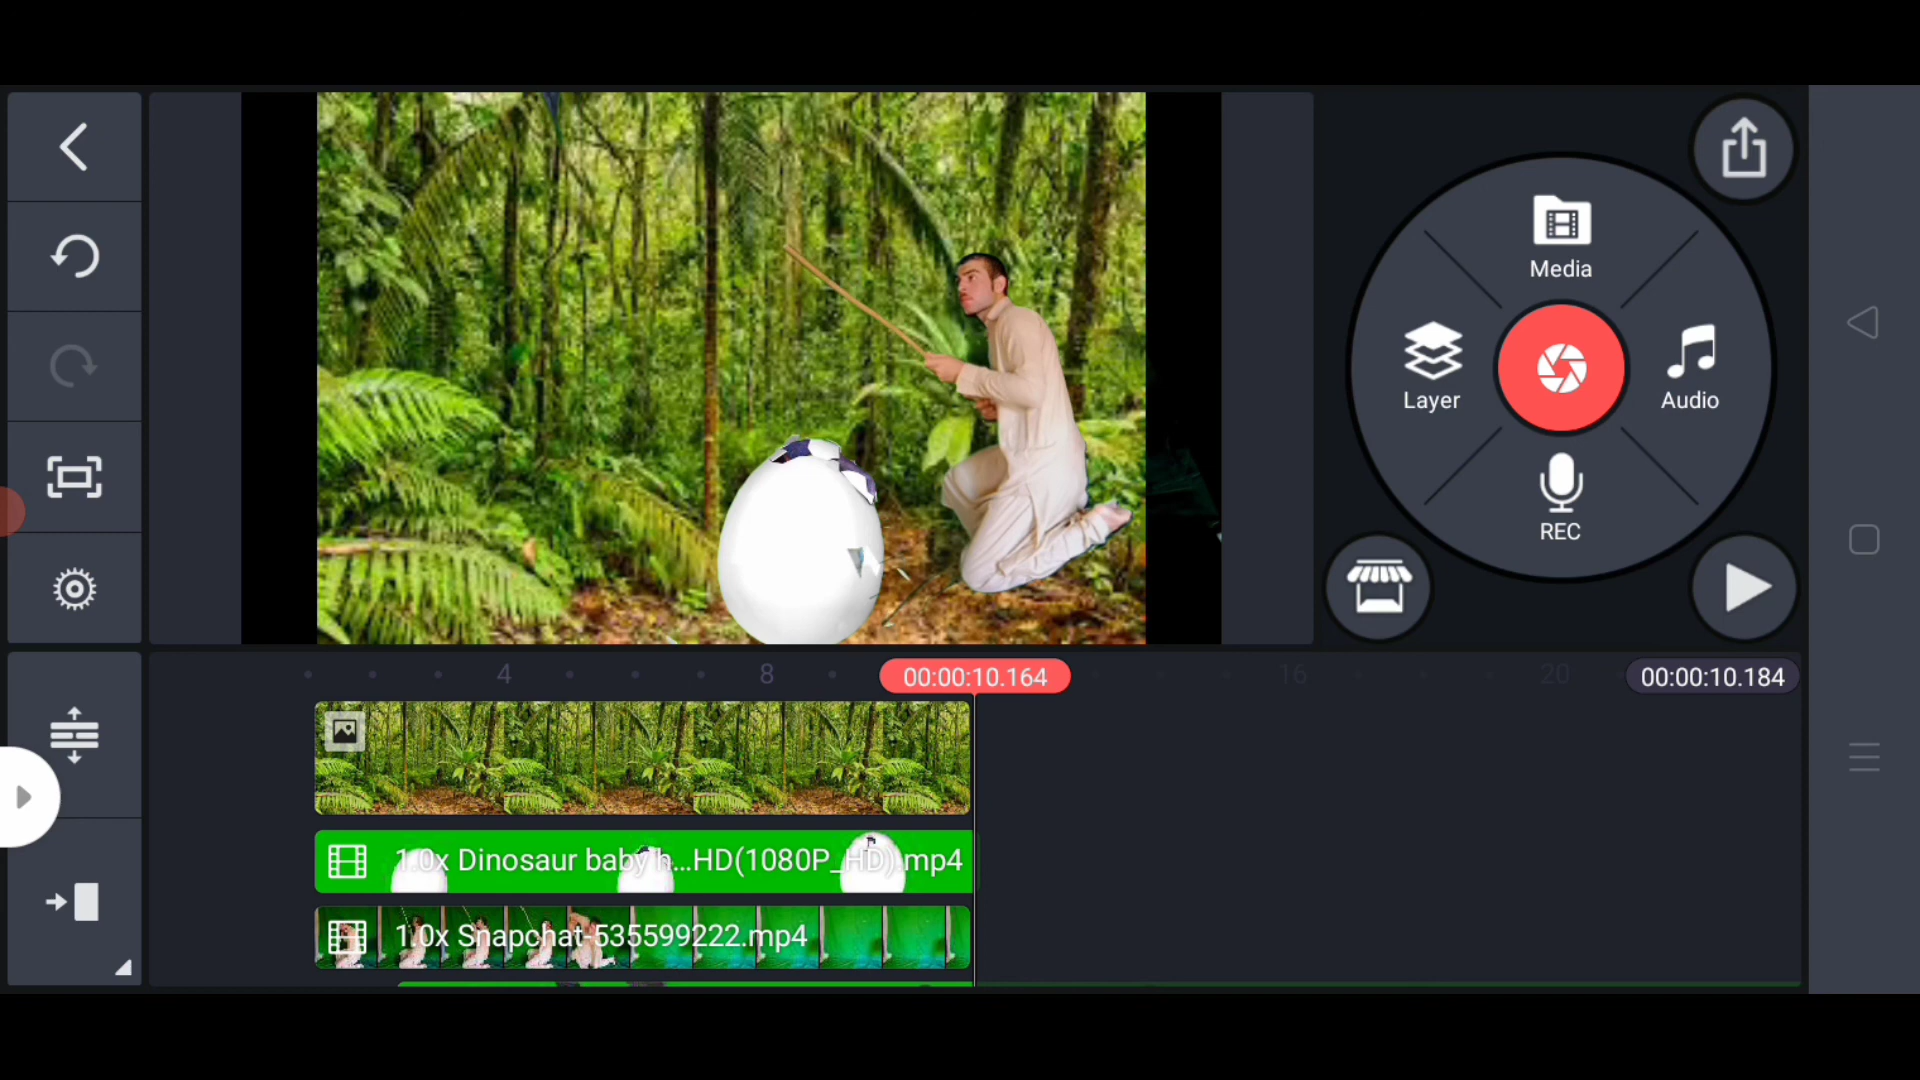 Media
Layer
Audio
REC
4
8
00:00:10.164
16
20
00:00:10.184
1.0x Dinosaur baby h...HD(1080P_HD).mp4
1.0x Snapchat-535599222.mp4